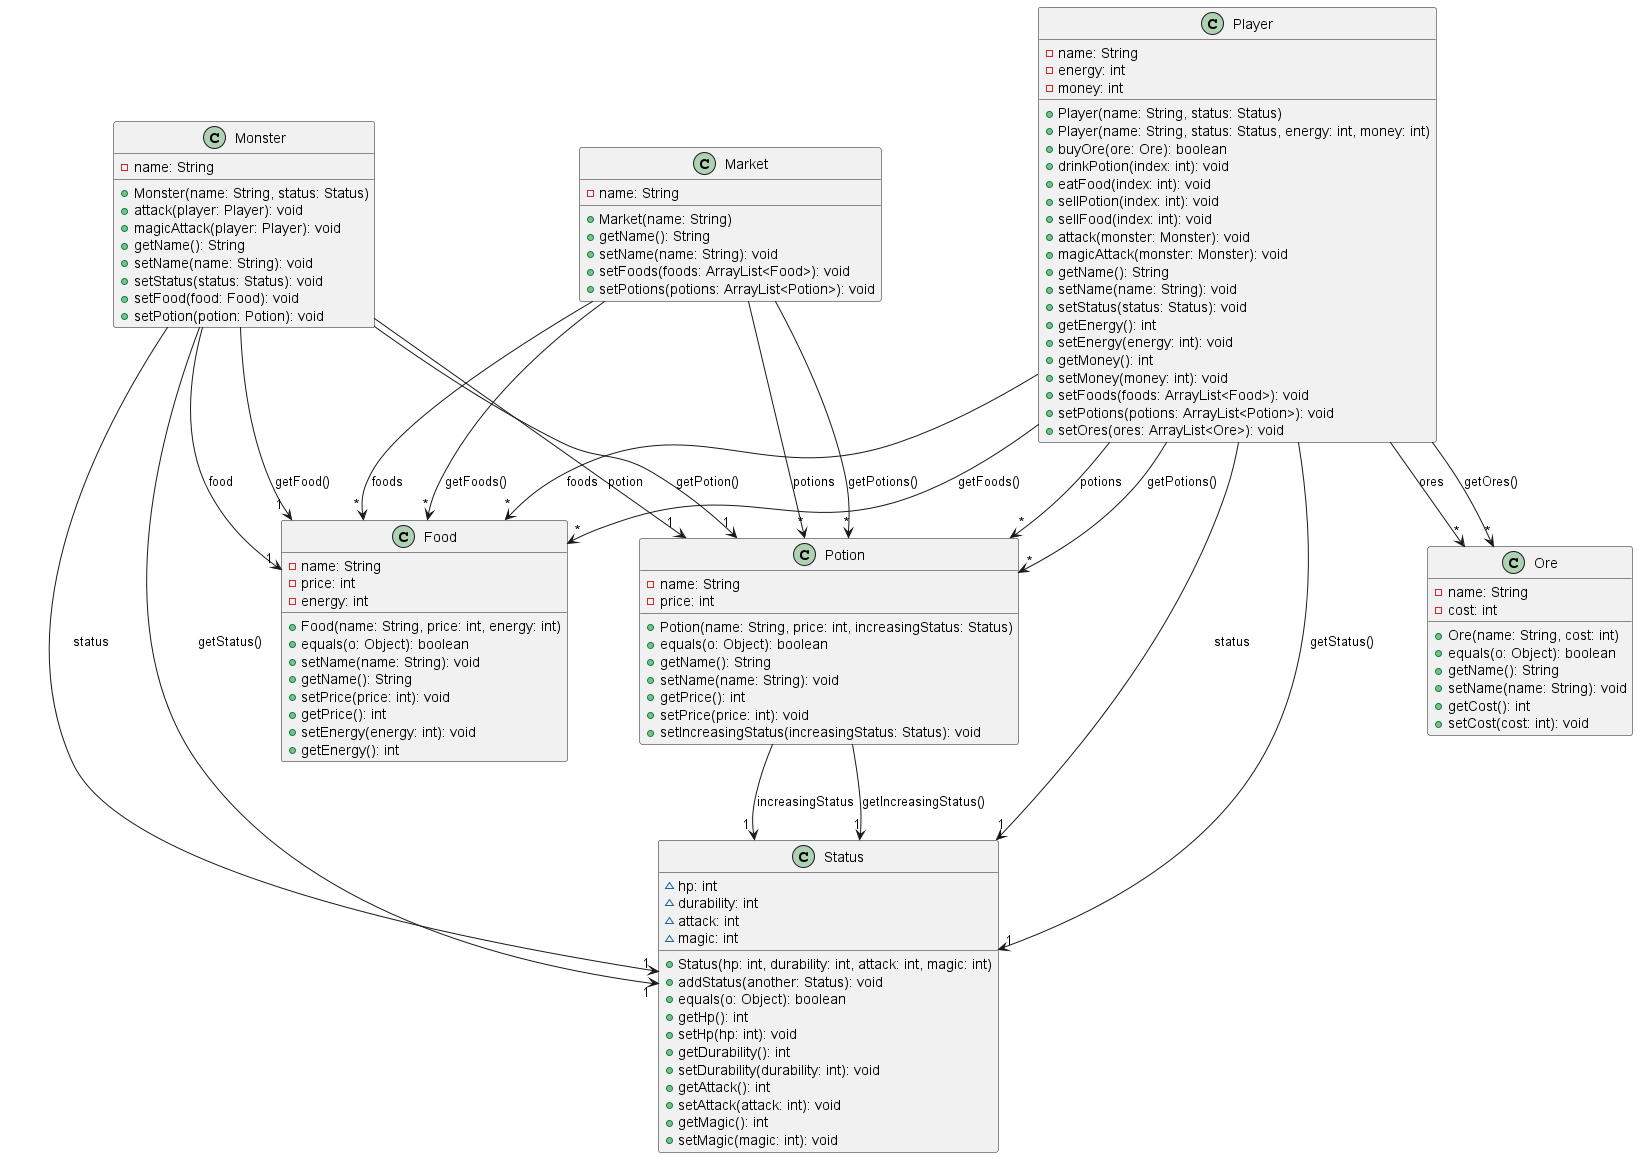 C Player
name: String
energy: int
money: int
Player(name: String, status: Status)
Player(name: String, status: Status, energy: int, money: int)
buyOre(ore: Ore): boolean
drinkPotion(index: int): void
eatFood(index: int): void
sellPotion(index: int): void
sellFood(index: int): void
attack(monster: Monster): void
magicAttack(monster: Monster): void
getName(): String
setName(name: String): void
setStatus(status: Status): void
getEnergy(): int
setEnergy(energy: int): void
getMoney(): int
setMoney(money: int): void
setFoods(foods: ArrayList<Food>): void
setPotions(potions: ArrayList<Potion>): void
setOres(ores: ArrayList<Ore>): void
C Monster
name: String
Monster(name: String, status: Status)
attack(player: Player): void
magicAttack(player: Player): void
getName(): String
setName(name: String): void
setStatus(status: Status): void
setFood(food: Food): void
setPotion(potion: Potion): void
C Market
name: String
Market(name: String)
getName(): String
setName(name: String): void
setFoods(foods: ArrayList<Food>): void
setPotions(potions: ArrayList<Potion>): void
food
getFood()
foods
getFoods()
foods
potion
getPotion()
potions
getPotions()
getFoods()
potions
getPotions()
ores
getOres()
1
*
*
*
*
1
1
*
*
*
*
*
*
1
C Food
name: String
price: int
energy: int
Food(name: String, price: int, energy: int)
equals(o: Object): boolean
setName(name: String): void
getName(): String
setPrice(price: int): void
getPrice(): int
setEnergy(energy: int): void
getEnergy(): int
C Potion
name: String
price: int
Potion(name: String, price: int, increasingStatus: Status)
equals(o: Object): boolean
getName(): String
setName(name: String): void
getPrice(): int
setPrice(price: int): void
setIncreasingStatus(increasingStatus: Status): void
C Ore
name: String
cost: int
Ore(name: String, cost: int)
equals(o: Object): boolean
getName(): String
setName(name: String): void
getCost(): int
setCost(cost: int): void
status
getStatus()
status
getStatus()
increasingStatus
getIncreasingStatus()
1
1
1
1
1
1
C Status
hp: int
durability: int
attack: int
magic: int
Status(hp: int, durability: int, attack: int, magic: int)
addStatus(another: Status): void
equals(o: Object): boolean
getHp(): int
setHp(hp: int): void
getDurability(): int
setDurability(durability: int): void
getAttack(): int
setAttack(attack: int): void
getMagic(): int
setMagic(magic: int): void